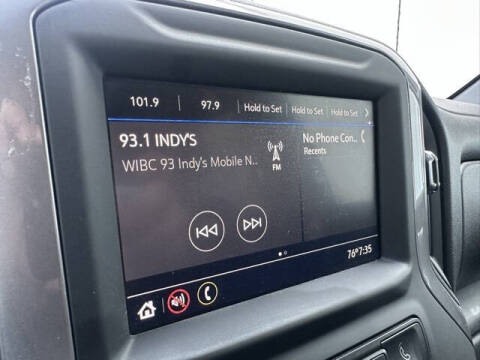 101.9 97.9 Hold to Set Hold to Set Hold to Set
93.1 INDY'S
WIBC 93 Indy's Mobile N..
FM
No Phone Con..
Recents
76° 7:35